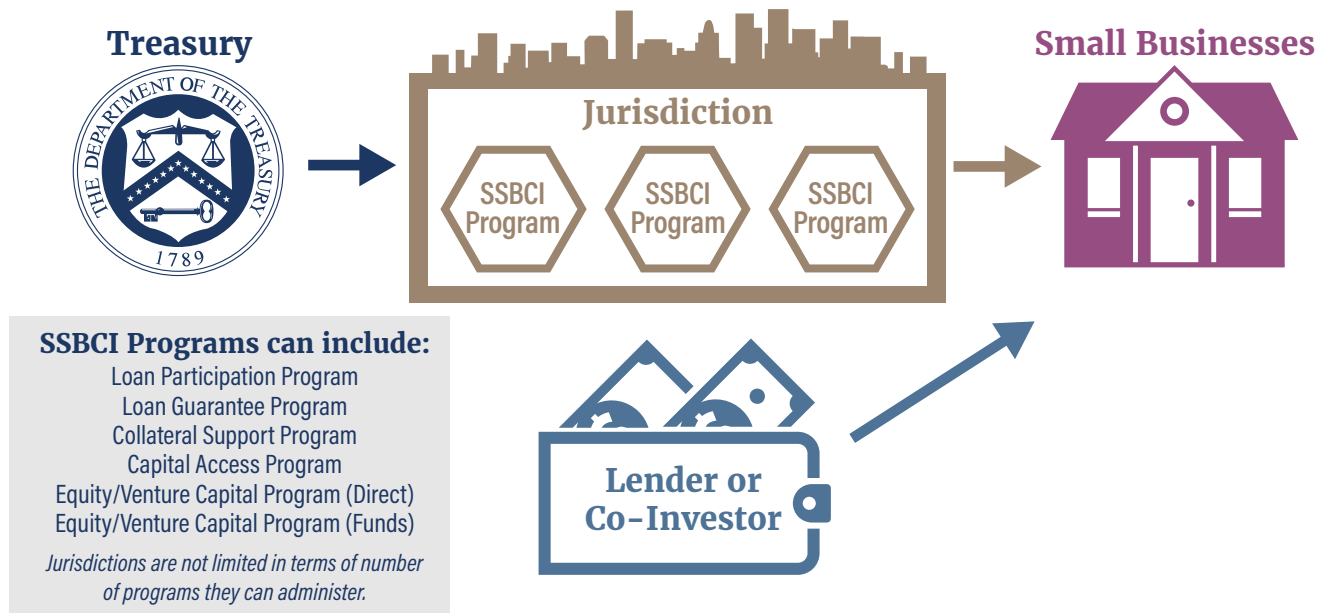 Treasury
THE DEPARTMENT OF THE TREASURY
1789
Jurisdiction
SSBCI
Program
SSBCI
Program
SSBCI
Program
Small Businesses
SSBCI Programs can include:
Loan Participation Program
Loan Guarantee Program
Collateral Support Program
Capital Access Program
Equity/Venture Capital Program (Direct)
Equity/Venture Capital Program (Funds)
Jurisdictions are not limited in terms of number
of programs they can administer.
Lender or
Co-Investor